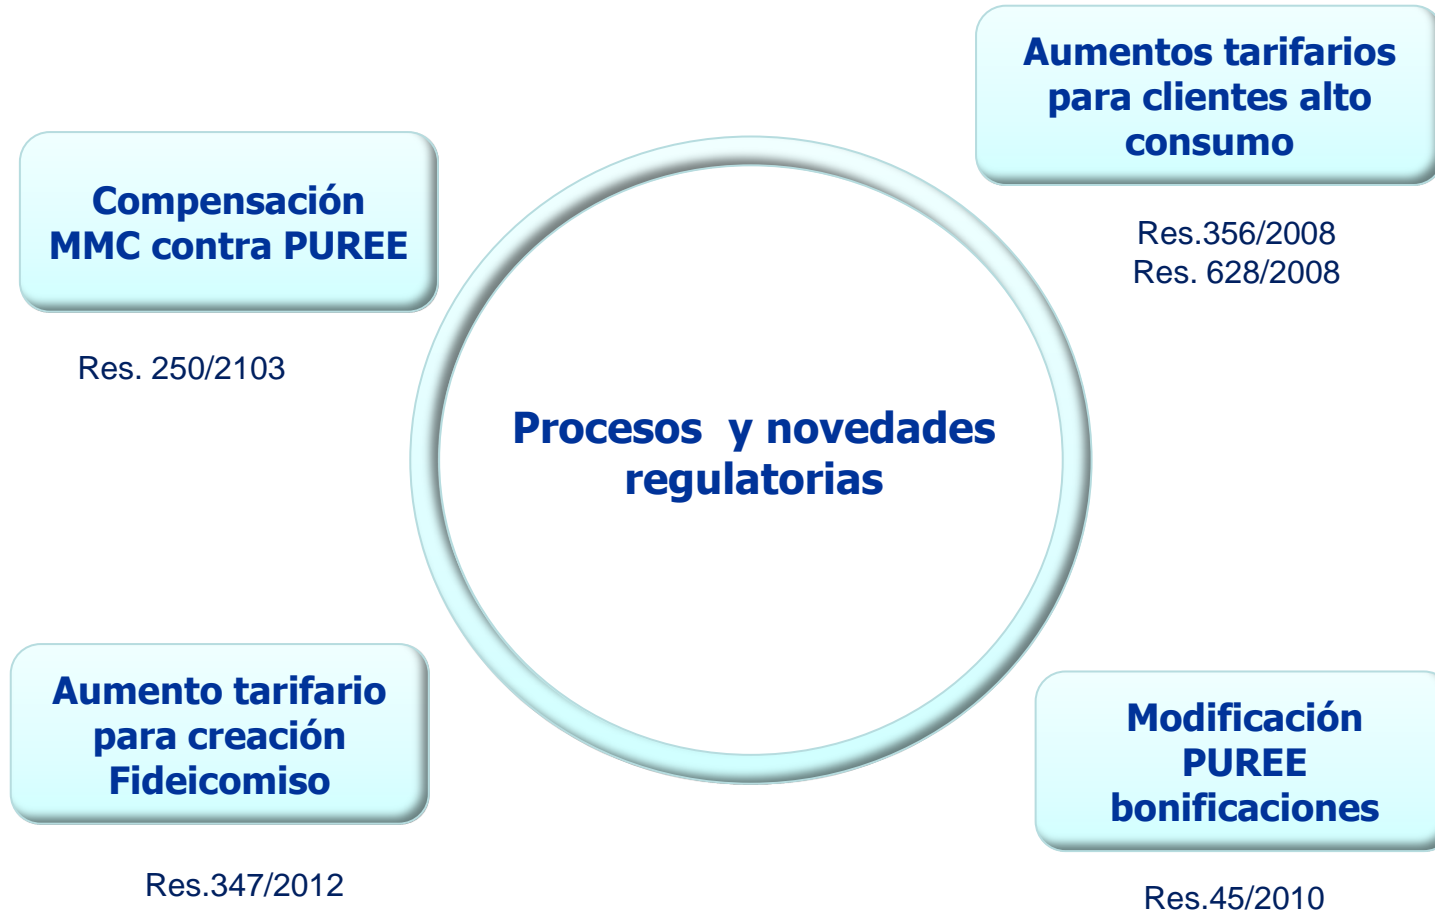 Aumentos tarifarios
para clientes alto
consumo
Res.356/2008
Res. 628/2008
Compensación
MMC contra PUREE
Res. 250/2103
Procesos y novedades
regulatorias
Aumento tarifario
para creación
Fideicomiso
Res.347/2012
Modificación
PUREE
bonificaciones
Res.45/2010